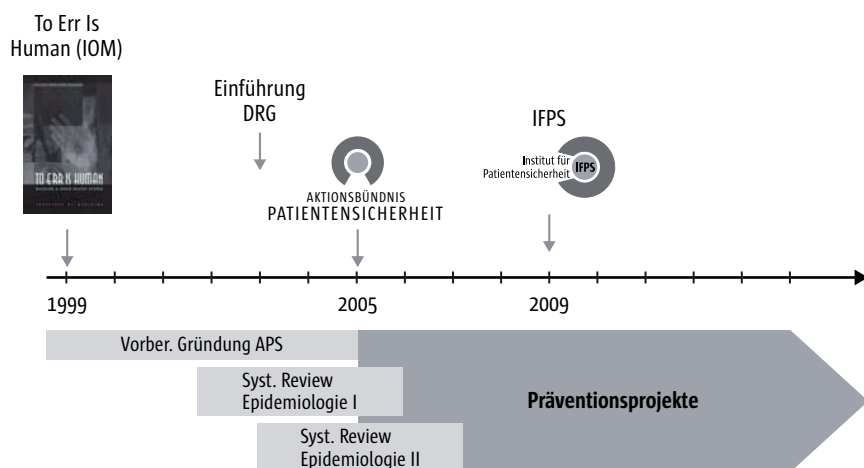 To Err Is
Human (IOM)
TO ERR IS HUMAN
Einführung
DRG
AKTIONSBÜNDNIS
PATIENTENSICHERHEIT
IFPS
Institut für
Patientensicherheit
IFPS
1999
2005
2009
Vorber. Gründung APS
Syst. Review
Epidemiologie I
Syst. Review
Epidemiologie II
Präventionsprojekte